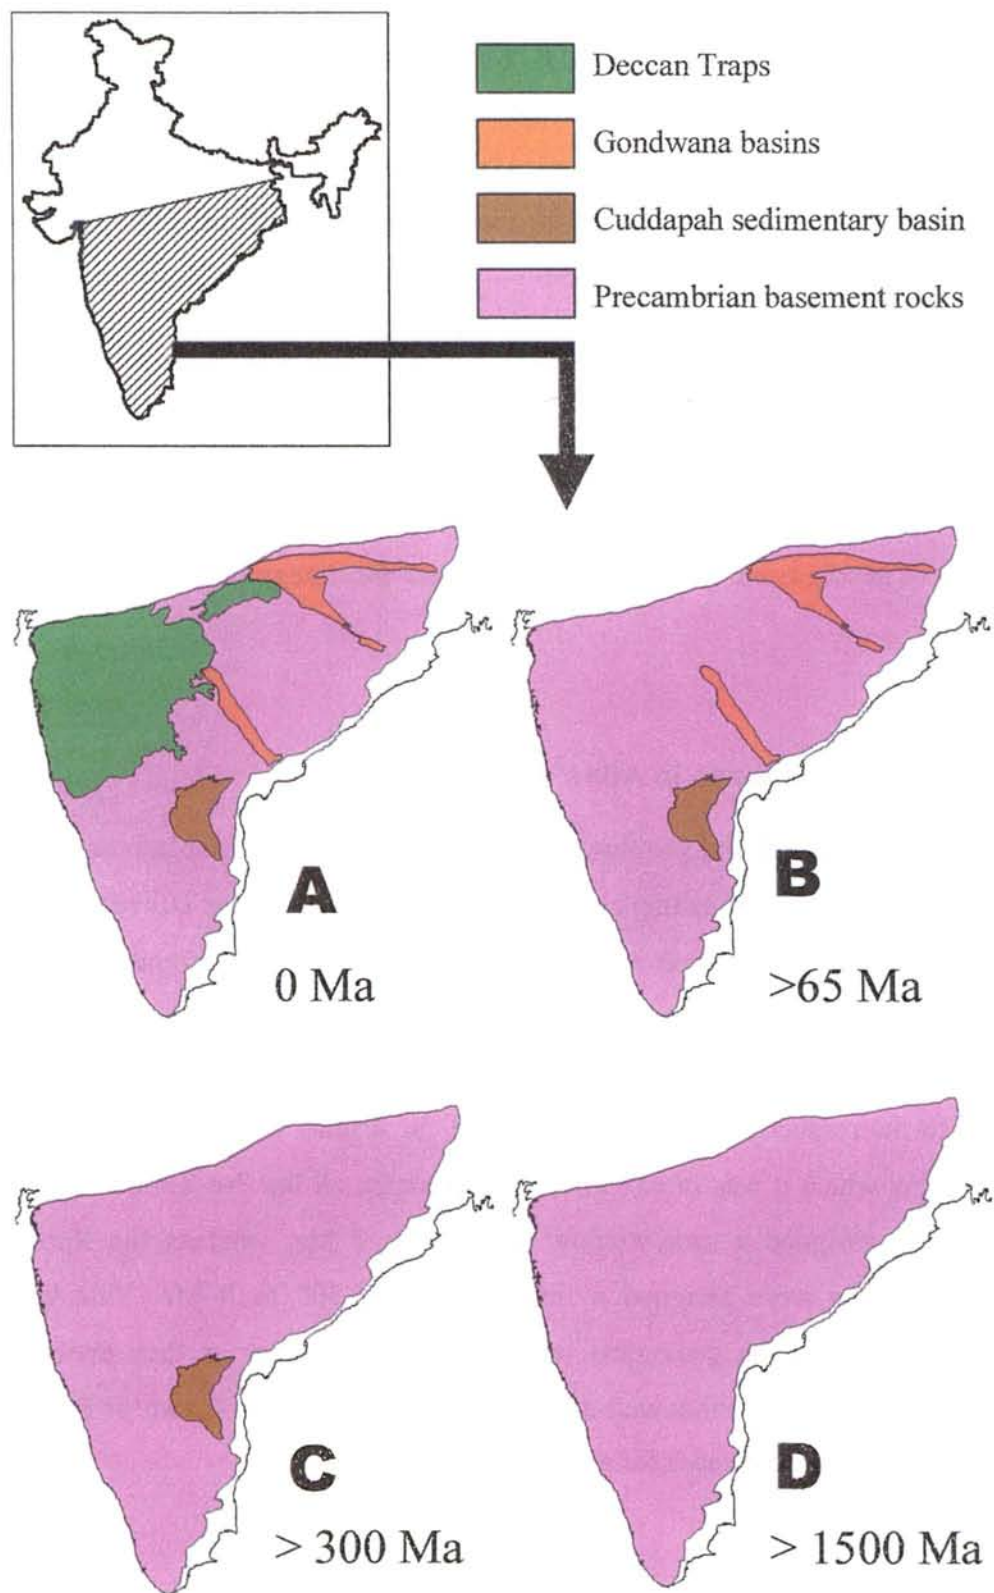 Deccan Traps
Gondwana basins
Cuddapah sedimentary basin
Precambrian basement rocks
A
0 Ma
B
>65 Ma
C
> 300 Ma
D
> 1500 Ma